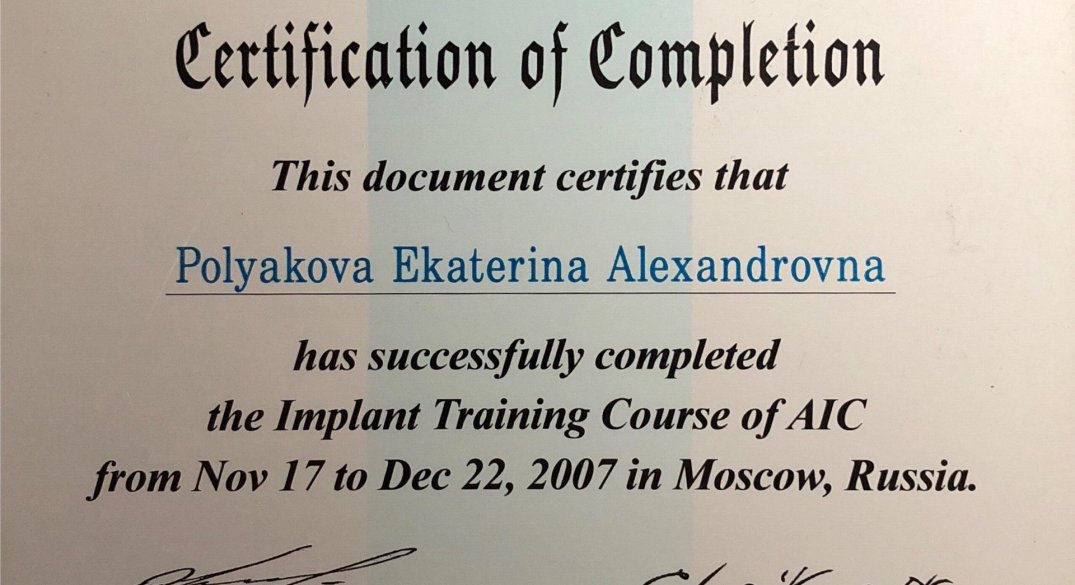 Certification of Completion
This document certifies that
Polyakova Ekaterina Alexandrovna
has successfully completed
the Implant Training Course of AIC
from Nov 17 to Dec 22, 2007 in Moscow, Russia.